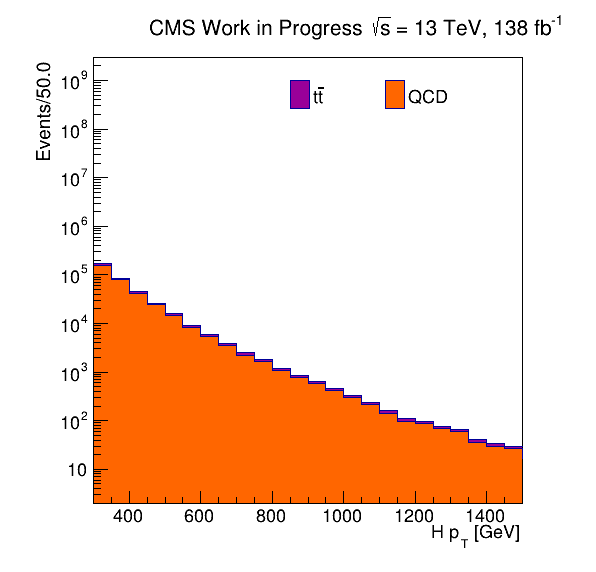 CMS Work in Progress √s = 13 TeV, 138 fb⁻¹
Events/50.0
tt̄
QCD
10⁹
10⁸
10⁷
10⁶
10⁵
10⁴
10³
10²
10
400 600 800 1000 1200 1400
H p_T [GeV]